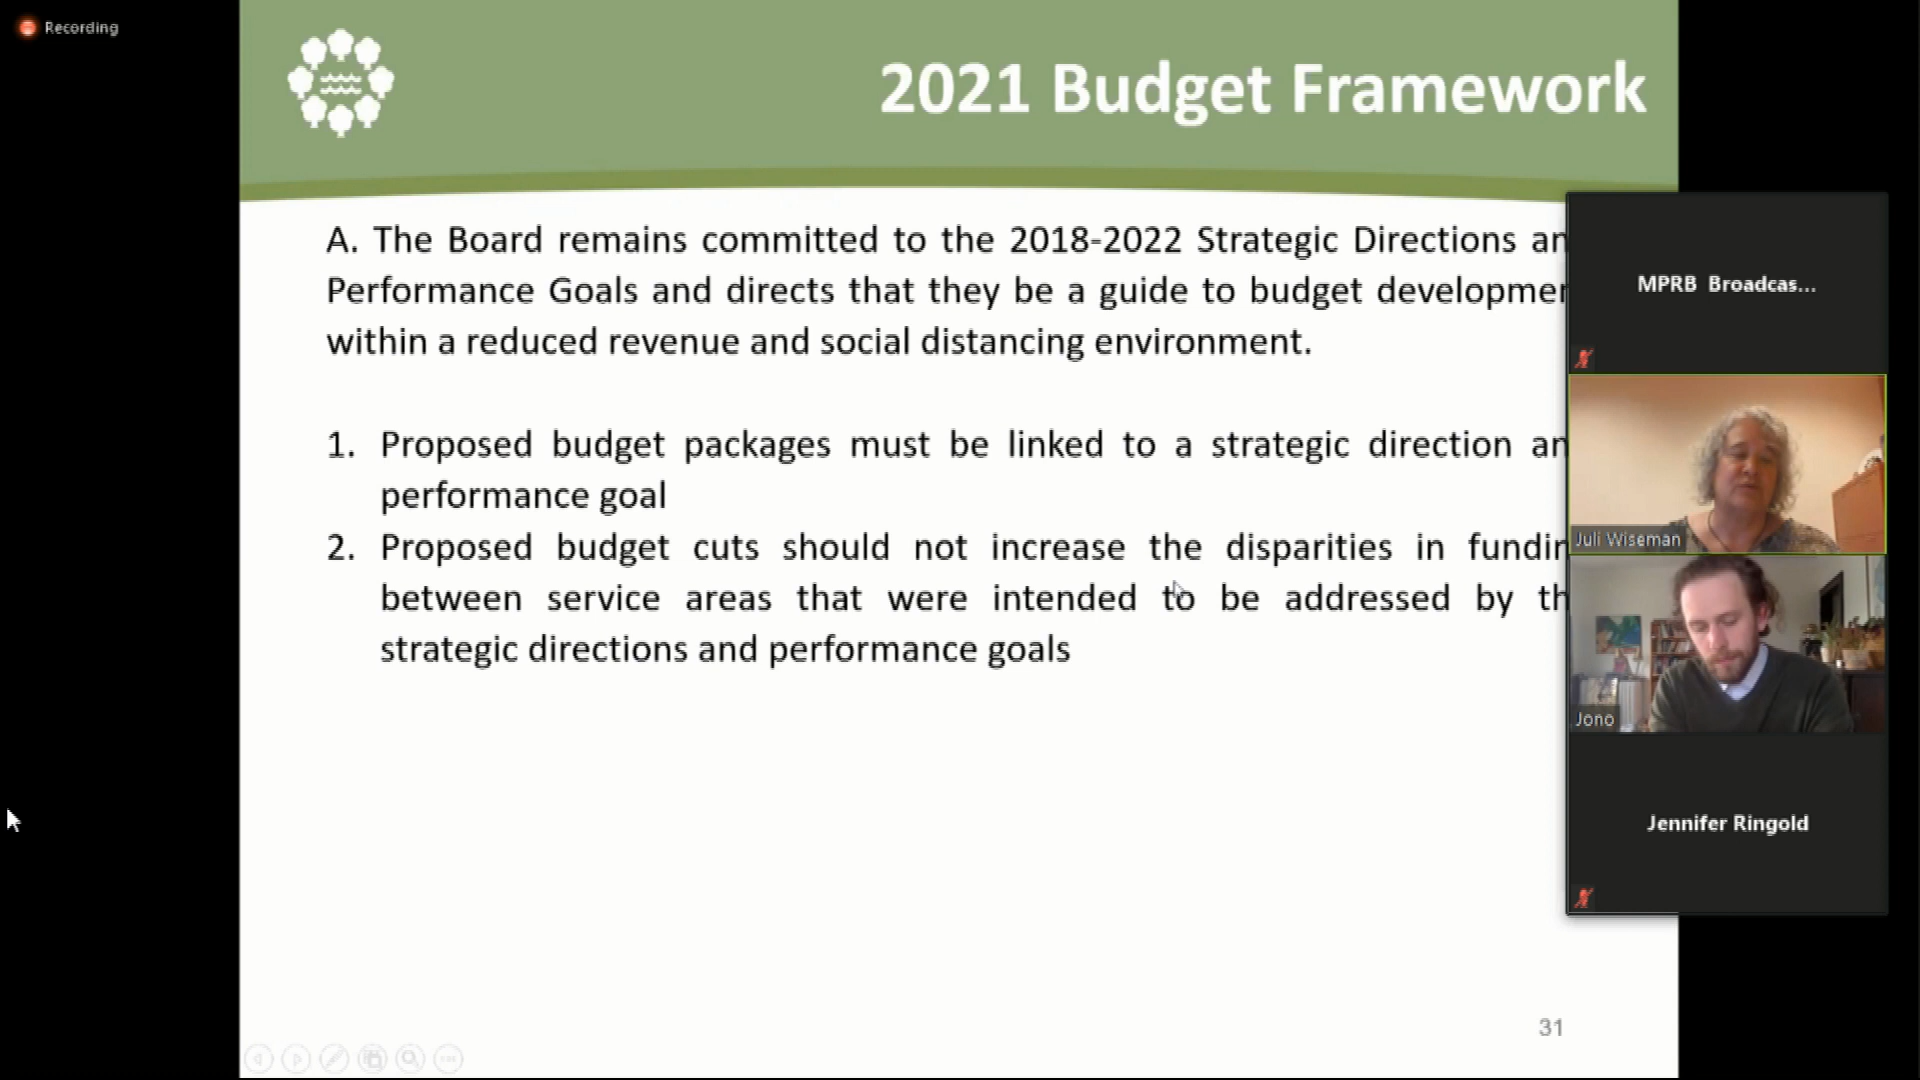 Recording
2021 Budget Framework
A. The Board remains committed to the 2018-2022 Strategic Directions an
Performance Goals and directs that they be a guide to budget developmen
within a reduced revenue and social distancing environment.
1. Proposed budget packages must be linked to a strategic direction an
performance goal
2. Proposed budget cuts should not increase the disparities in fundin
between service areas that were intended to be addressed by th
strategic directions and performance goals
31
MPRB Broadcas...
Juli Wiseman
Jono
Jennifer Ringold